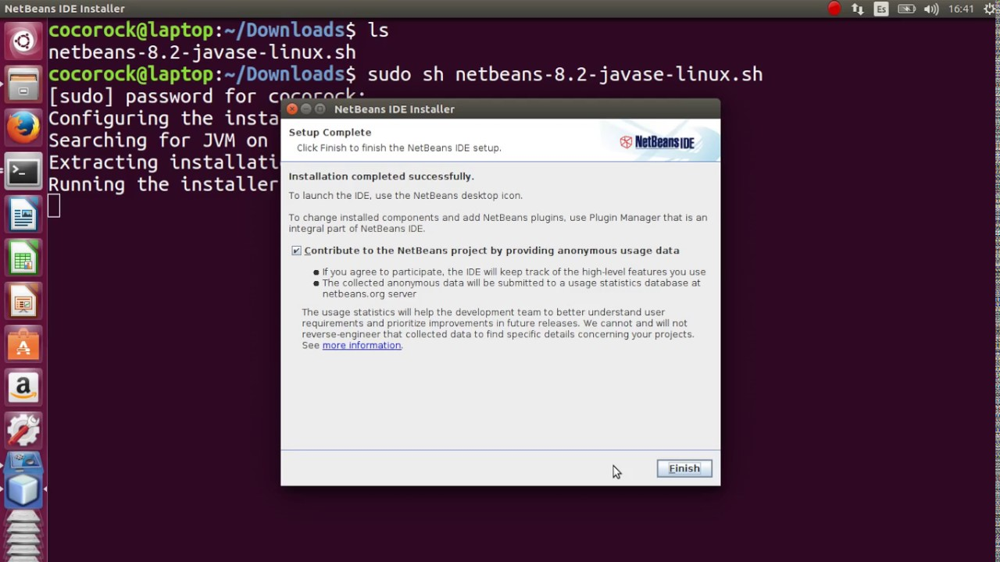 NetBeans IDE Installer
Es
16:41
cocorock@laptop:~/Downloads$ ls
netbeans-8.2-javase-linux.sh
cocorock@laptop:~/Downloads$ sudo sh netbeans-8.2-javase-linux.sh
[sudo] password for cocorock:
Configuring the insta
Searching for JVM on
Extracting installati
Running the installer
NetBeans IDE Installer
Setup Complete
Click Finish to finish the NetBeans IDE setup.
NetBeans IDE
Installation completed successfully.
To launch the IDE, use the NetBeans desktop icon.
To change installed components and add NetBeans plugins, use Plugin Manager that is an
integral part of NetBeans IDE.
Contribute to the NetBeans project by providing anonymous usage data
● If you agree to participate, the IDE will keep track of the high-level features you use
● The collected anonymous data will be submitted to a usage statistics database at
netbeans.org server
The usage statistics will help the development team to better understand user
requirements and prioritize improvements in future releases. We cannot and will not
reverse-engineer that collected data to find specific details concerning your projects.
See more information.
Finish